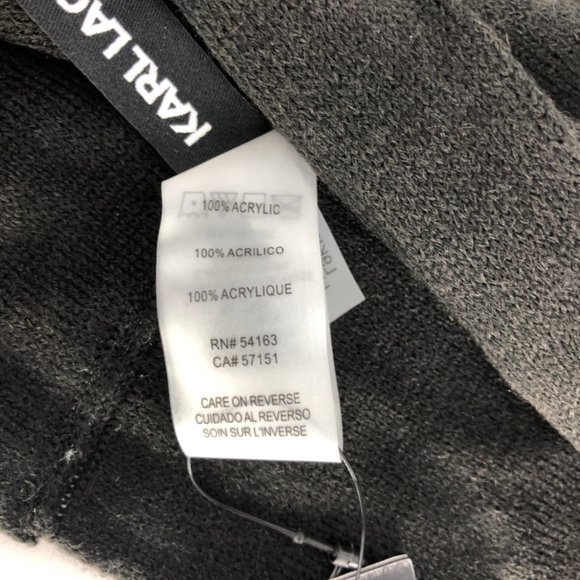 KARL LAG
100% ACRYLIC
100% ACRILICO
100% ACRYLIQUE
RN# 54163
CA# 57151
CARE ON REVERSE
CUIDADO AL REVERSO
SOIN SUR L'INVERSE